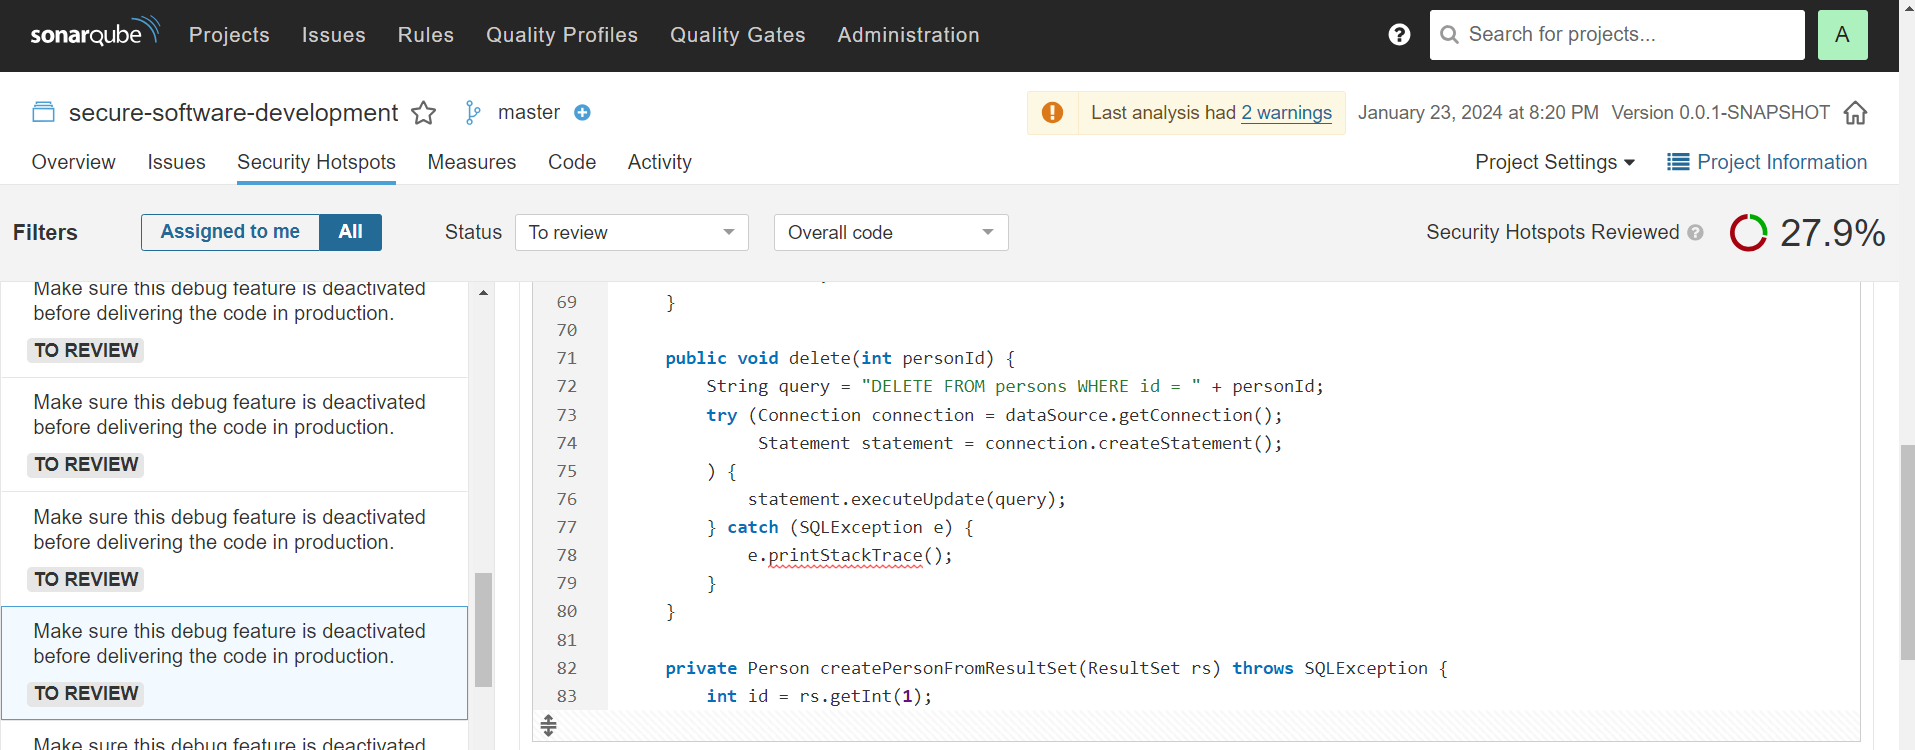 sonarqube Projects Issues Rules Quality Profiles Quality Gates Administration ? Search for projects... A
secure-software-development master Last analysis had 2 warnings January 23, 2024 at 8:20 PM Version 0.0.1-SNAPSHOT
Overview Issues Security Hotspots Measures Code Activity Project Settings Project Information
Filters Assigned to me All Status To review Overall code Security Hotspots Reviewed ? 27.9%
Make sure this debug feature is deactivated
before delivering the code in production.
TO REVIEW
Make sure this debug feature is deactivated
before delivering the code in production.
TO REVIEW
Make sure this debug feature is deactivated
before delivering the code in production.
TO REVIEW
Make sure this debug feature is deactivated
before delivering the code in production.
TO REVIEW
Make sure this debug feature is deactivated
69 }
70
71 public void delete(int personId) {
72 String query = "DELETE FROM persons WHERE id = " + personId;
73 try (Connection connection = dataSource.getConnection();
74 Statement statement = connection.createStatement();
75 ) {
76 statement.executeUpdate(query);
77 } catch (SQLException e) {
78 e.printStackTrace();
79 }
80 }
81
82 private Person createPersonFromResultSet(ResultSet rs) throws SQLException {
83 int id = rs.getInt(1);